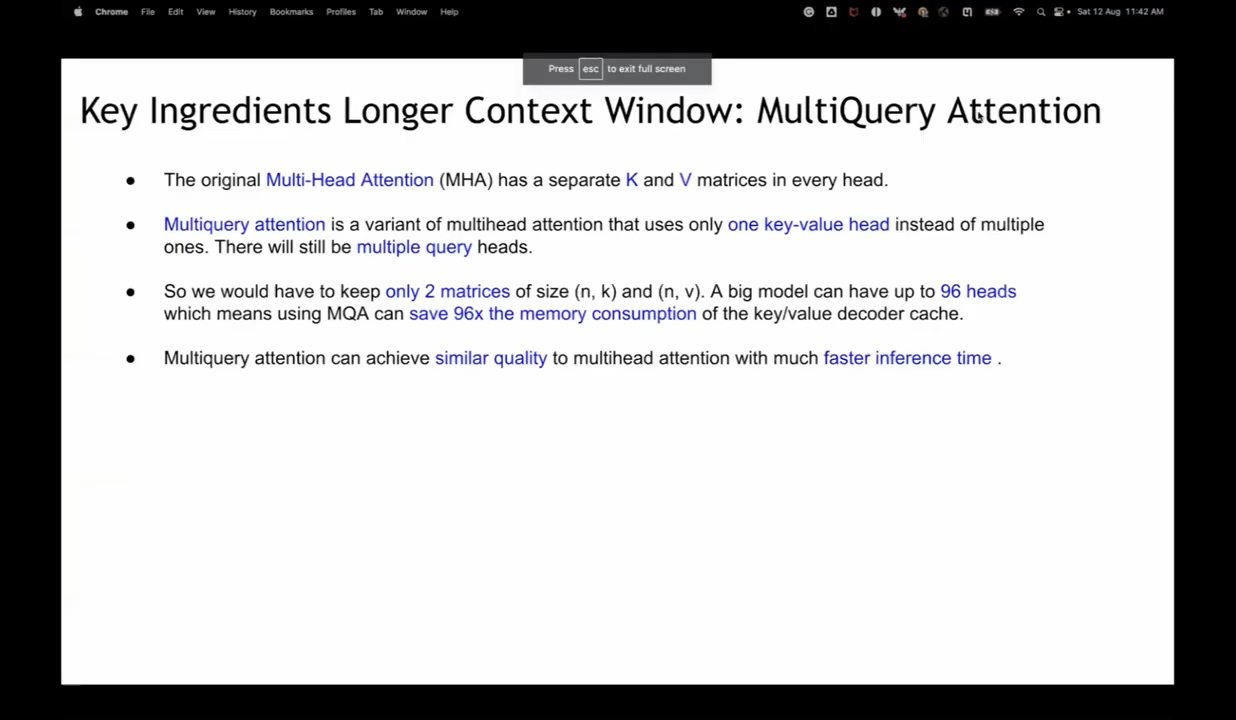 Chrome File Edit View History Bookmarks Profiles Tab Window Help Sat 12 Aug 11:42 AM
Press esc to exit full screen
Key Ingredients Longer Context Window: MultiQuery Attention
● The original Multi-Head Attention (MHA) has a separate K and V matrices in every head.
● Multiquery attention is a variant of multihead attention that uses only one key-value head instead of multiple
ones. There will still be multiple query heads.
● So we would have to keep only 2 matrices of size (n, k) and (n, v). A big model can have up to 96 heads
which means using MQA can save 96x the memory consumption of the key/value decoder cache.
● Multiquery attention can achieve similar quality to multihead attention with much faster inference time .